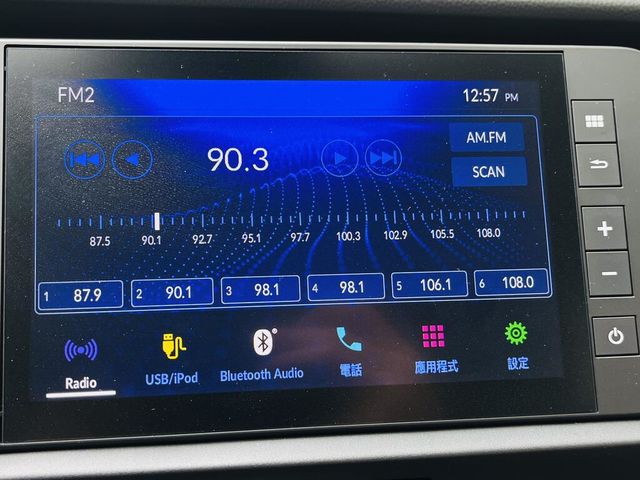 FM2
12:57 PM
90.3
AM.FM
SCAN
87.5 90.1 92.7 95.1 97.7 100.3 102.9 105.5 108.0
1 87.9 2 90.1 3 98.1 4 98.1 5 106.1 6 108.0
Radio USB/iPod Bluetooth Audio 電話 應用程式 設定